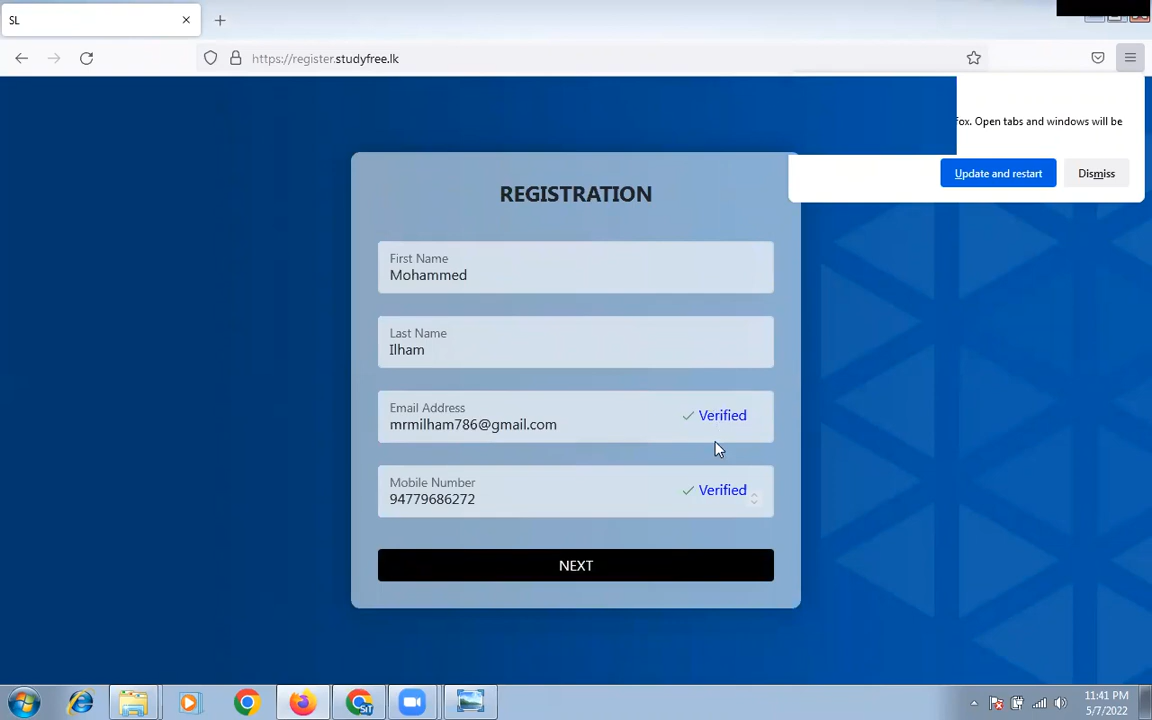 SL
https://register.studyfree.lk
fox. Open tabs and windows will be
Update and restart
Dismiss
REGISTRATION
First Name
Mohammed
Last Name
Ilham
Email Address
mrmilham786@gmail.com
Verified
Mobile Number
94779686272
Verified
NEXT
SIT
11:41 PM
5/7/2022